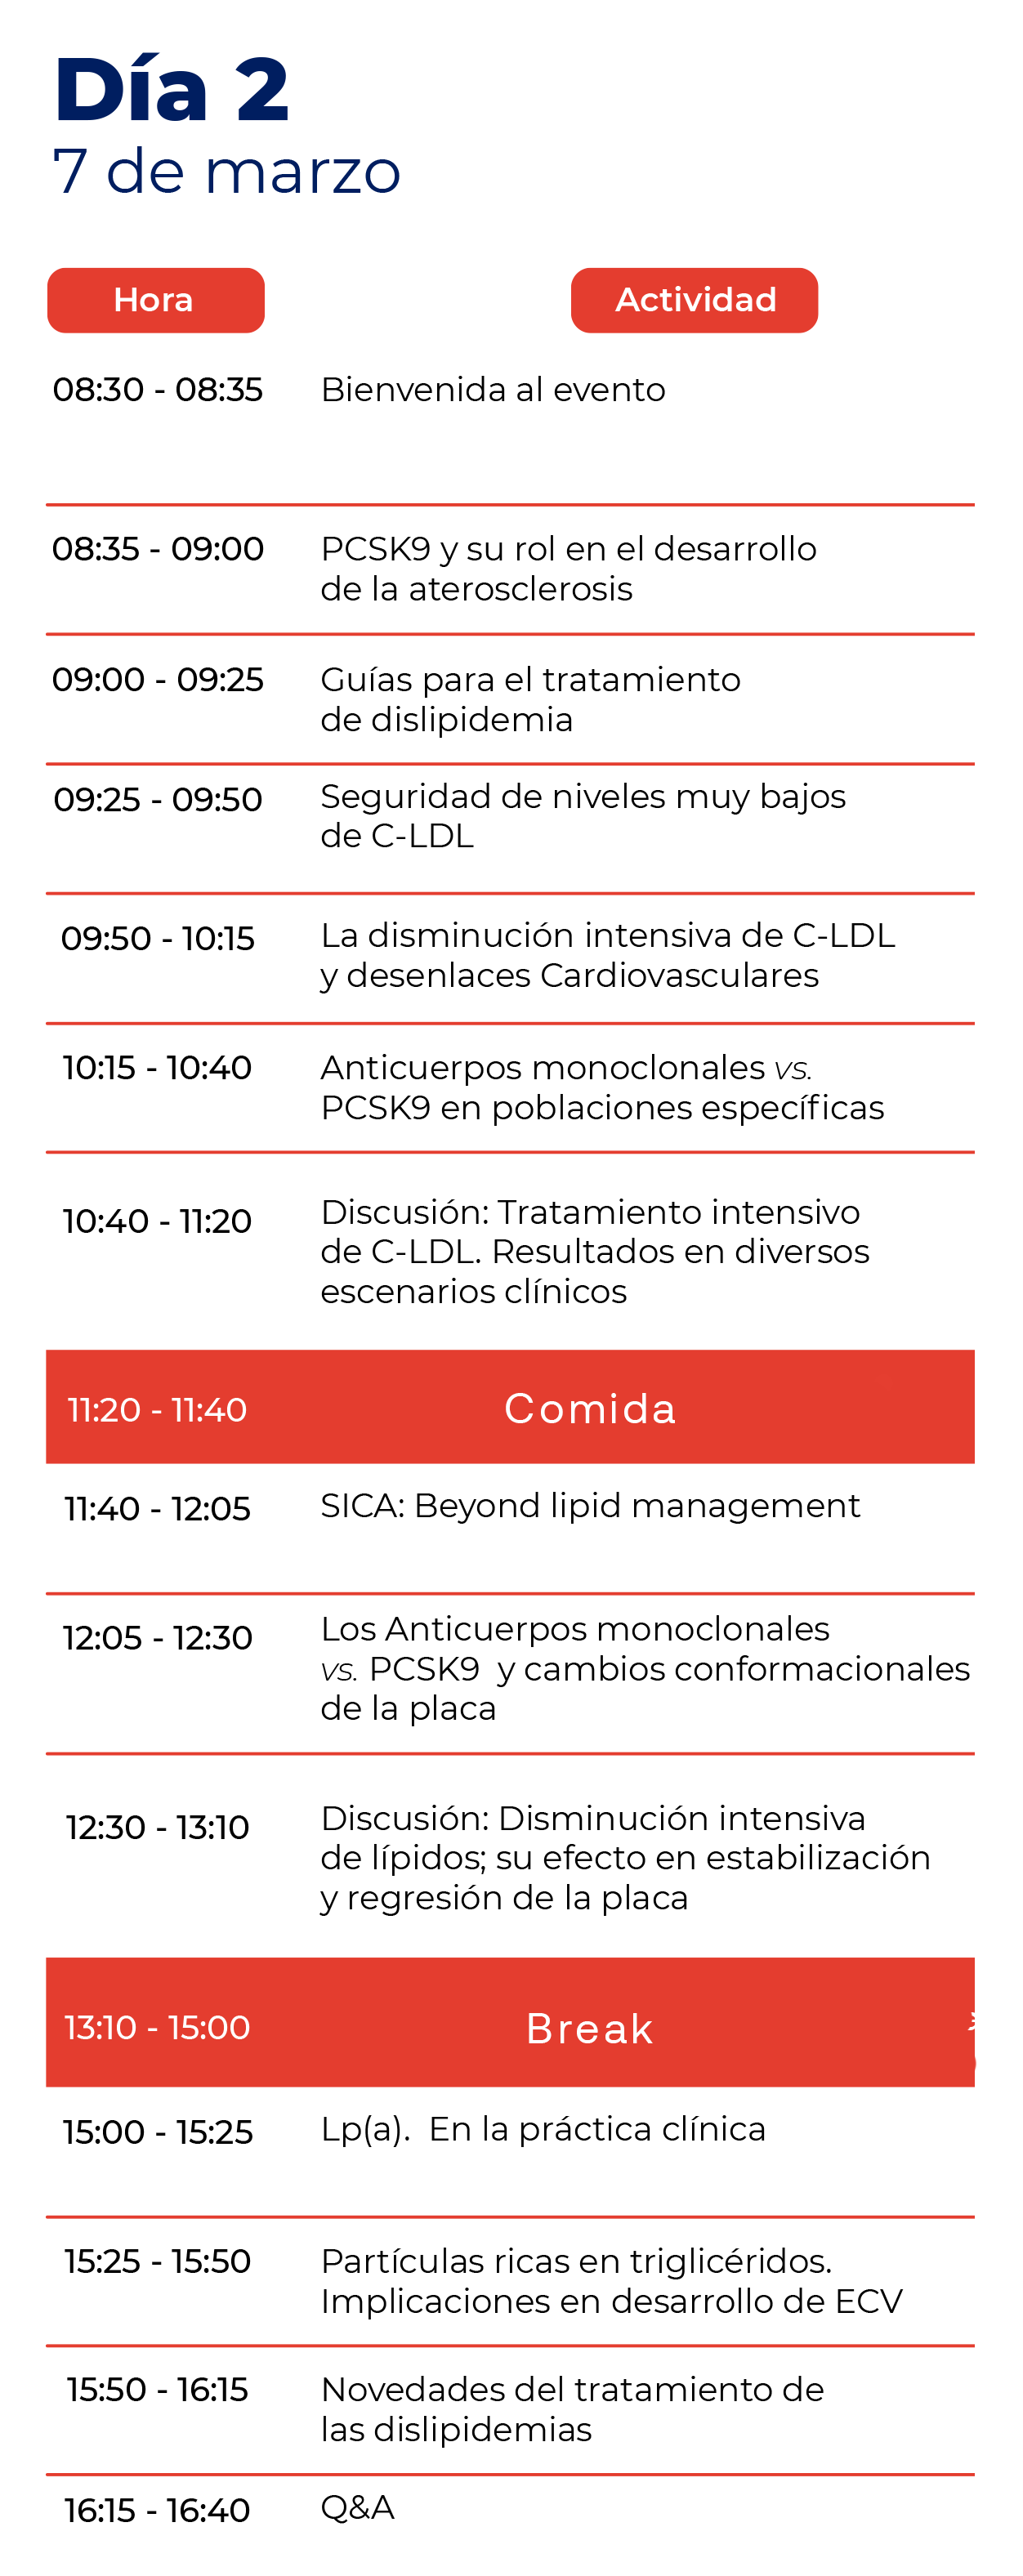 Día 2
7 de marzo
Hora Actividad
08:30 - 08:35 Bienvenida al evento
08:35 - 09:00 PCSK9 y su rol en el desarrollo
de la aterosclerosis
09:00 - 09:25 Guías para el tratamiento
de dislipidemia
09:25 - 09:50 Seguridad de niveles muy bajos
de C-LDL
09:50 - 10:15 La disminución intensiva de C-LDL
y desenlaces Cardiovasculares
10:15 - 10:40 Anticuerpos monoclonales vs.
PCSK9 en poblaciones específicas
10:40 - 11:20 Discusión: Tratamiento intensivo
de C-LDL. Resultados en diversos
escenarios clínicos
11:20 - 11:40 Comida
11:40 - 12:05 SICA: Beyond lipid management
12:05 - 12:30 Los Anticuerpos monoclonales
vs. PCSK9 y cambios conformacionales
de la placa
12:30 - 13:10 Discusión: Disminución intensiva
de lípidos; su efecto en estabilización
y regresión de la placa
13:10 - 15:00 Break
15:00 - 15:25 Lp(a). En la práctica clínica
15:25 - 15:50 Partículas ricas en triglicéridos.
Implicaciones en desarrollo de ECV
15:50 - 16:15 Novedades del tratamiento de
las dislipidemias
16:15 - 16:40 Q&A